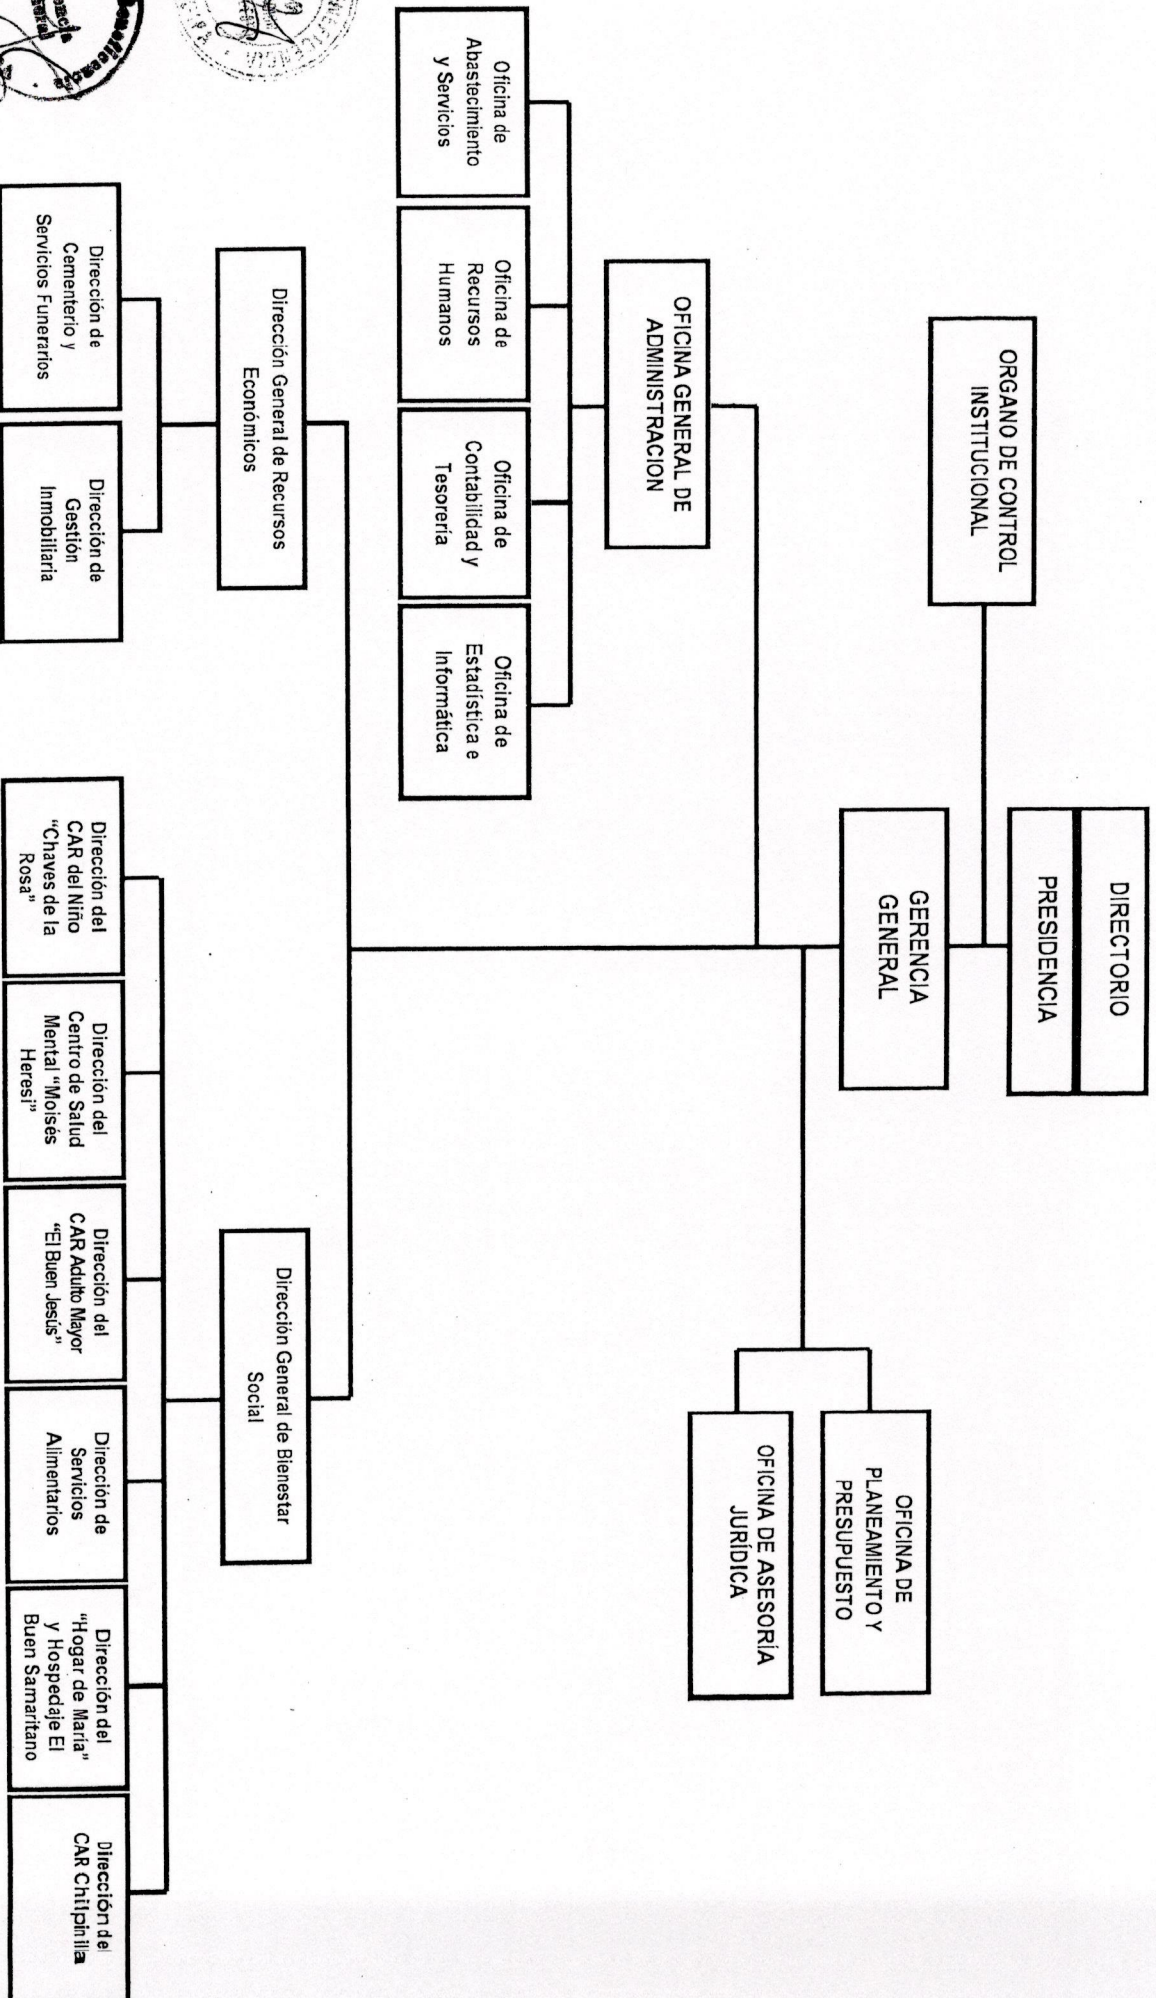 DIRECTORIO
PRESIDENCIA
ORGANO DE CONTROL
INSTITUCIONAL
GERENCIA
GENERAL
OFICINA DE
PLANEAMIENTO Y
PRESUPUESTO
OFICINA DE ASESORÍA
JURÍDICA
OFICINA GENERAL DE
ADMINISTRACION
Oficina de
Abastecimiento
y Servicios
Oficina de
Recursos
Humanos
Oficina de
Contabilidad y
Tesorería
Oficina de
Estadística e
Informática
Dirección General de Recursos
Económicos
Dirección General de Bienestar
Social
Dirección de
Cementerio y
Servicios Funerarios
Dirección de
Gestión
Inmobiliaria
Dirección del
CAR del Niño
"Chaves de la
Rosa"
Dirección del
Centro de Salud
Mental "Moisés
Heresi"
Dirección del
CAR Adulto Mayor
"El Buen Jesús"
Dirección de
Servicios
Alimentarios
Dirección del
"Hogar de María"
y Hospedaje El
Buen Samaritano
Dirección del
CAR Chilpinilla